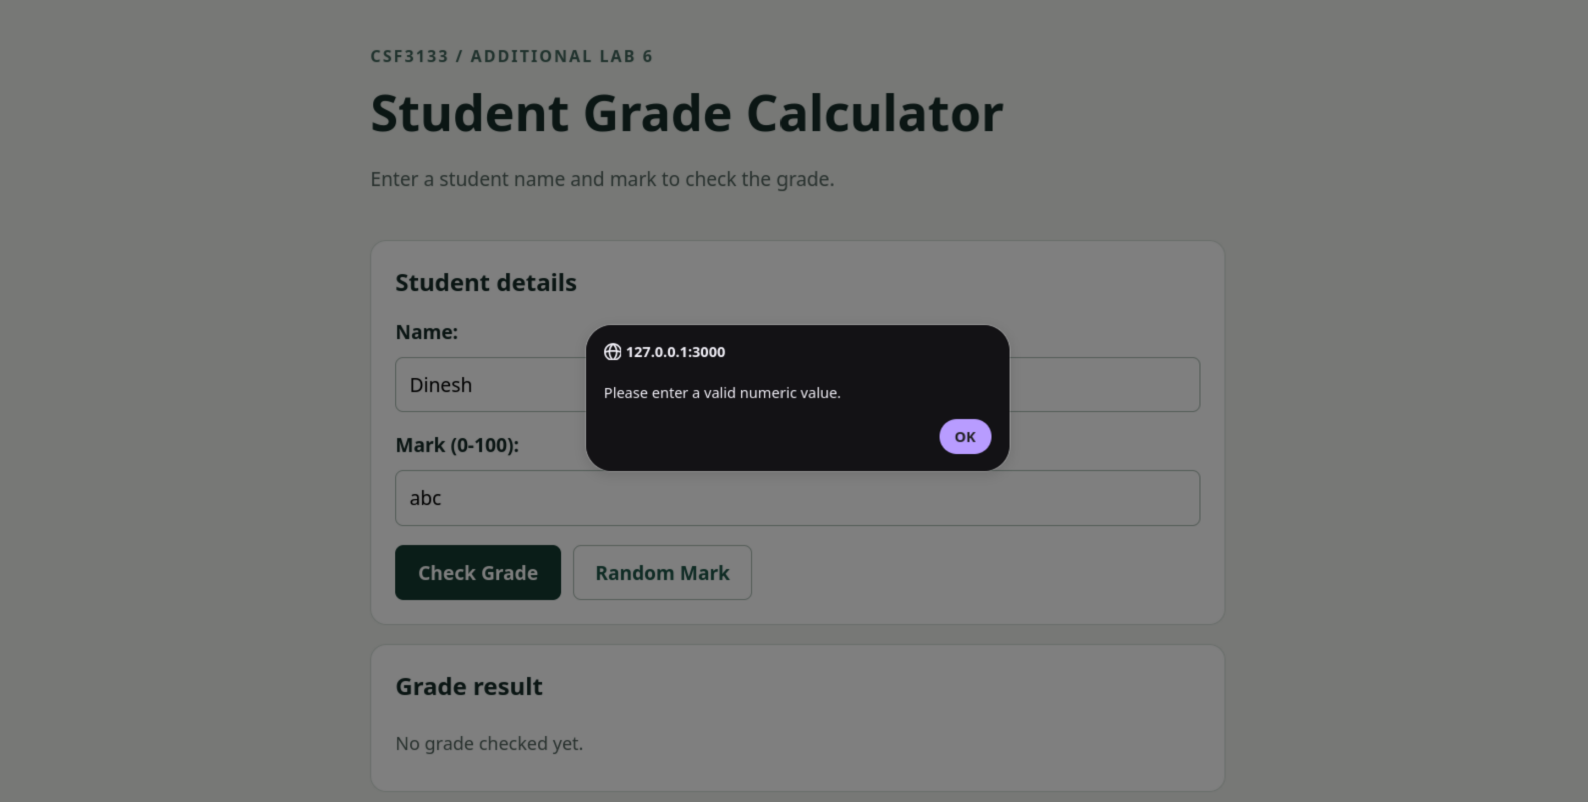 CSF3133 / ADDITIONAL LAB 6
Student Grade Calculator
Enter a student name and mark to check the grade.
Student details
Name:
Dinesh
127.0.0.1:3000
Please enter a valid numeric value.
OK
Mark (0-100):
abc
Check Grade
Random Mark
Grade result
No grade checked yet.